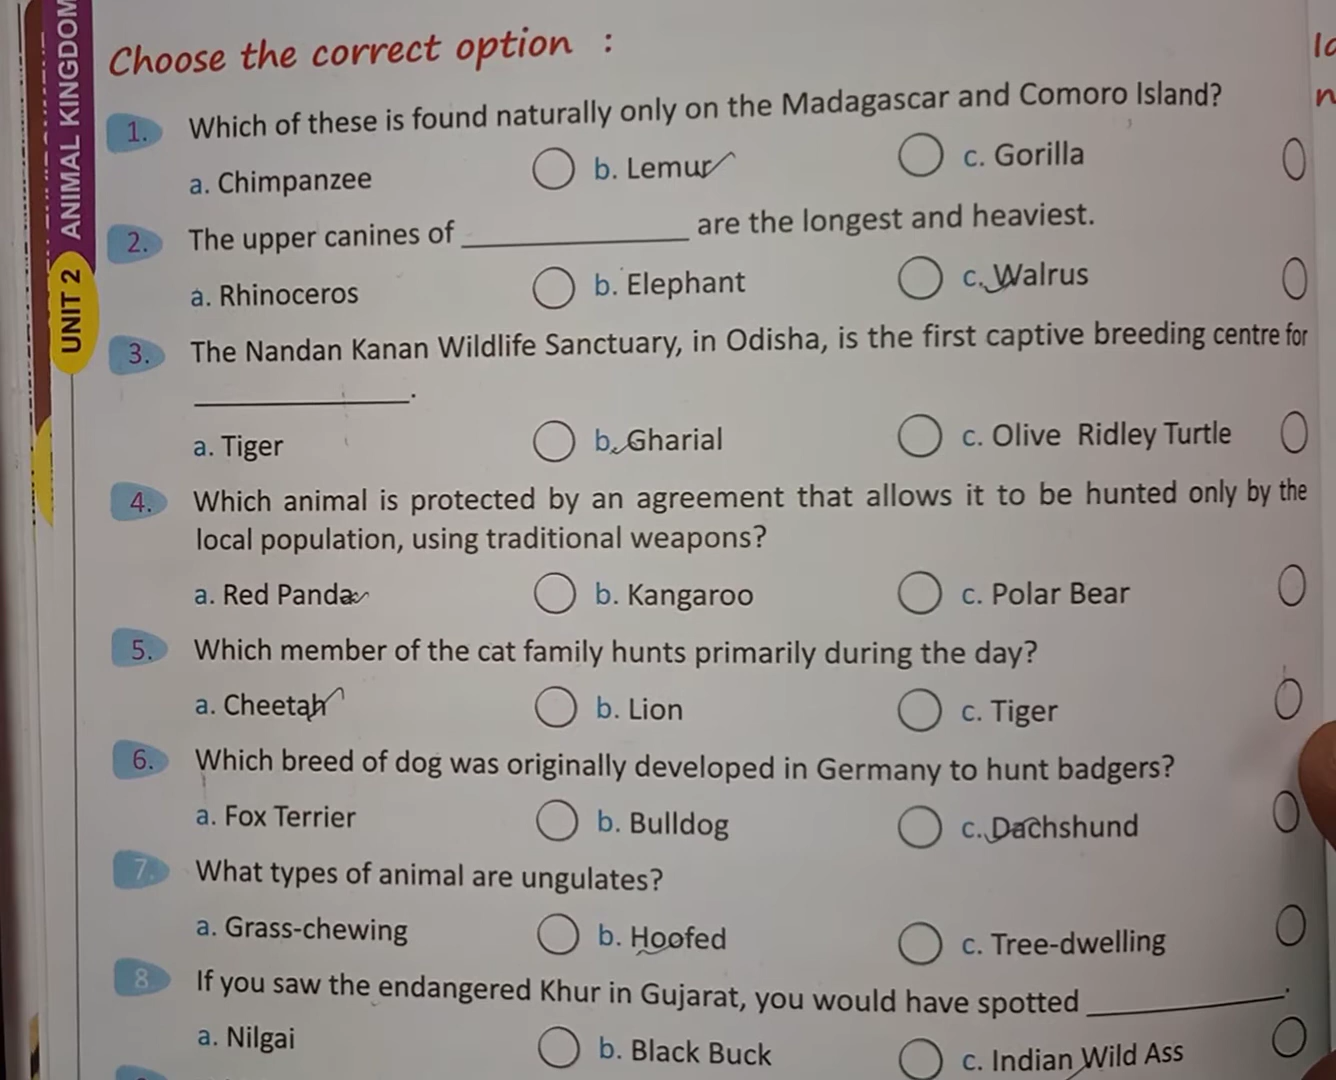 UNIT 2 ANIMAL KINGDOM
Choose the correct option :
1. Which of these is found naturally only on the Madagascar and Comoro Island?
a. Chimpanzee b. Lemur c. Gorilla
2. The upper canines of ____________ are the longest and heaviest.
a. Rhinoceros b. Elephant c. Walrus
3. The Nandan Kanan Wildlife Sanctuary, in Odisha, is the first captive breeding centre for
____________.
a. Tiger b. Gharial c. Olive Ridley Turtle
4. Which animal is protected by an agreement that allows it to be hunted only by the
local population, using traditional weapons?
a. Red Panda b. Kangaroo c. Polar Bear
5. Which member of the cat family hunts primarily during the day?
a. Cheetah b. Lion c. Tiger
6. Which breed of dog was originally developed in Germany to hunt badgers?
a. Fox Terrier b. Bulldog c. Dachshund
7. What types of animal are ungulates?
a. Grass-chewing b. Hoofed c. Tree-dwelling
8. If you saw the endangered Khur in Gujarat, you would have spotted ____________.
a. Nilgai b. Black Buck c. Indian Wild Ass